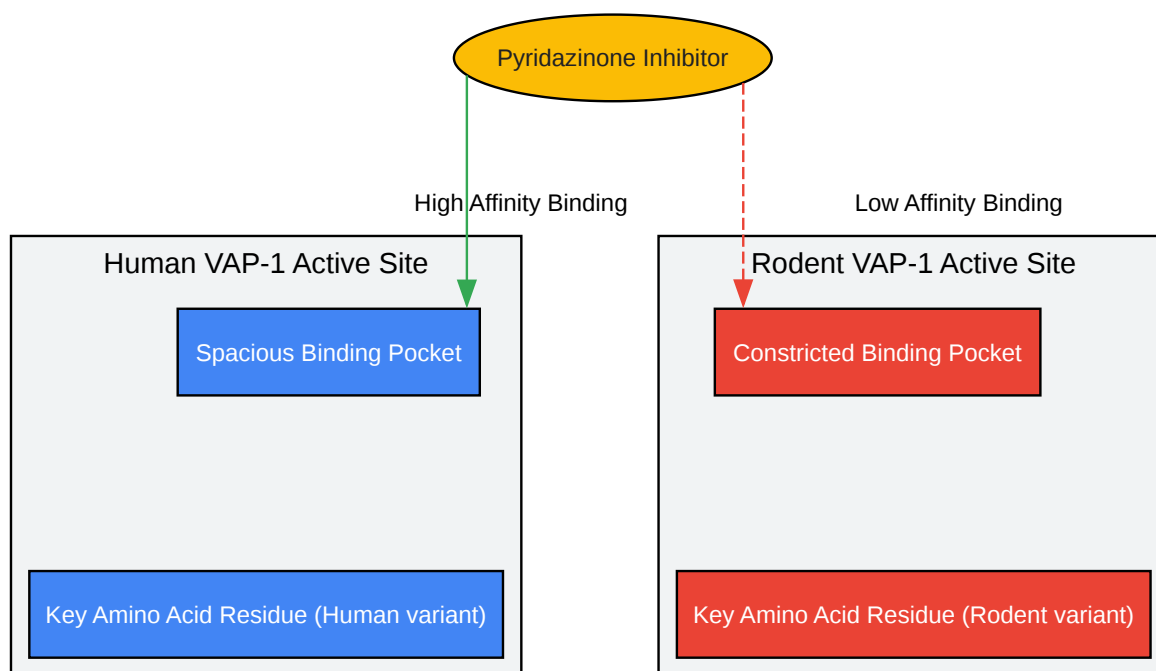 Pyridazinone Inhibitor
High Affinity Binding
Low Affinity Binding
Human VAP-1 Active Site
Rodent VAP-1 Active Site
Spacious Binding Pocket
Constricted Binding Pocket
Key Amino Acid Residue (Human variant)
Key Amino Acid Residue (Rodent variant)